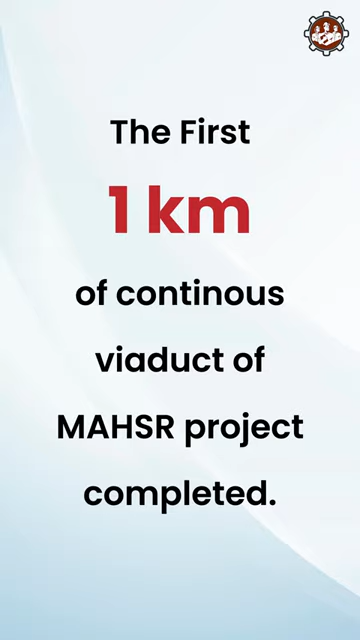 The First
1 km
of continous
viaduct of
MAHSR project
completed.